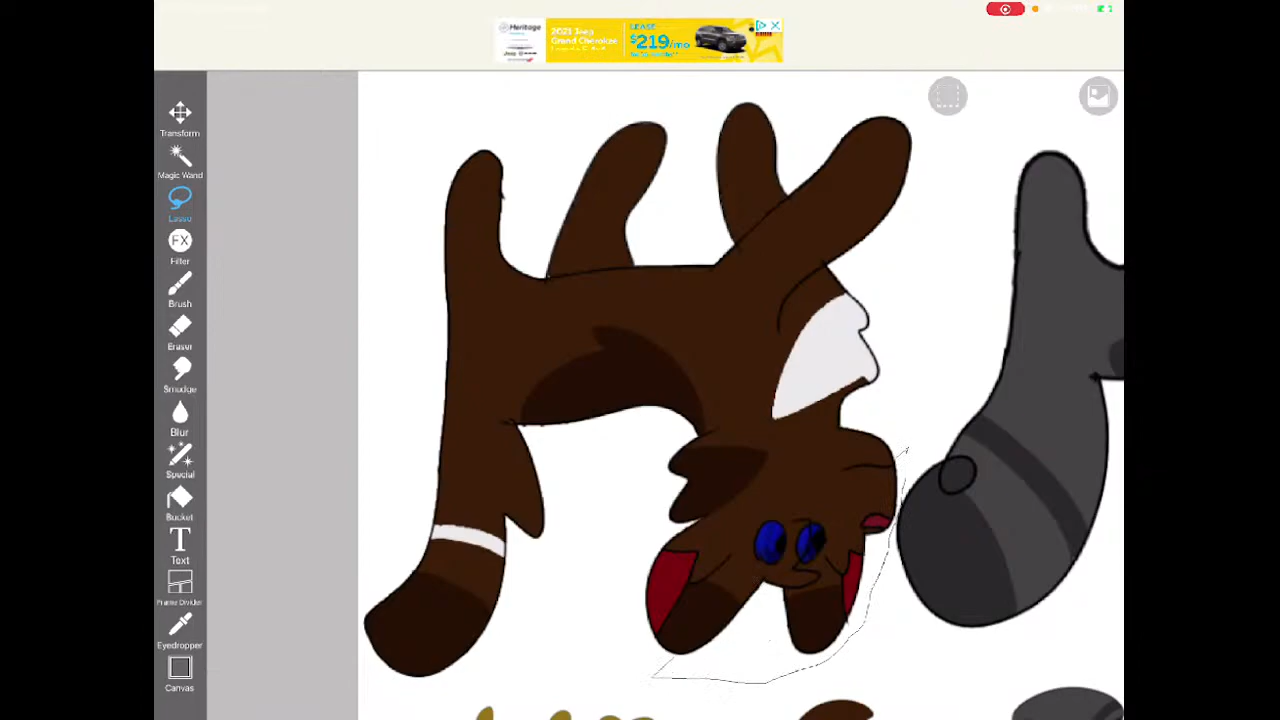 Heritage
2021 Jeep
Grand Cherokee
LEASE
$219/mo
Transform
Magic Wand
Lasso
FX
Filter
Brush
Eraser
Smudge
Blur
Special
Bucket
T
Text
Frame Divider
Eyedropper
Canvas